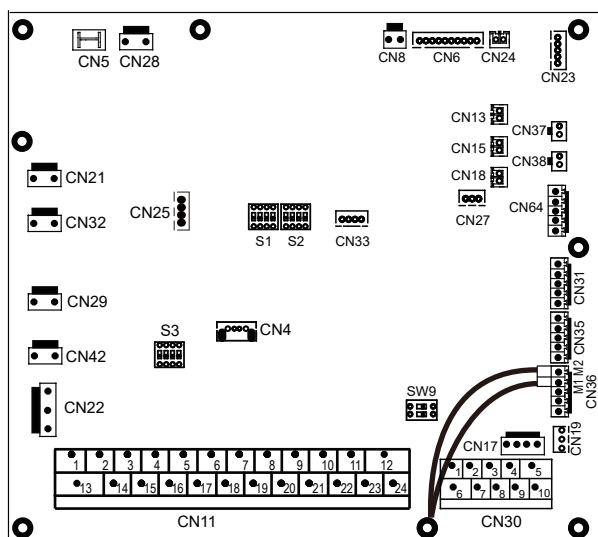 CN5
CN28
CN8
CN6
CN24
CN23
CN13
CN37
CN15
CN38
CN18
CN21
CN25
CN32
S1
S2
CN33
CN27
CN64
CN31
CN29
CN4
CN35
S3
CN42
M1 M2
CN36
CN22
SW9
CN17
CN19
1 2 3 4 5 6 7 8 9 10 11 12
13 14 15 16 17 18 19 20 21 22 23 24
CN11
1 2 3 4 5
6 7 8 9 10
CN30